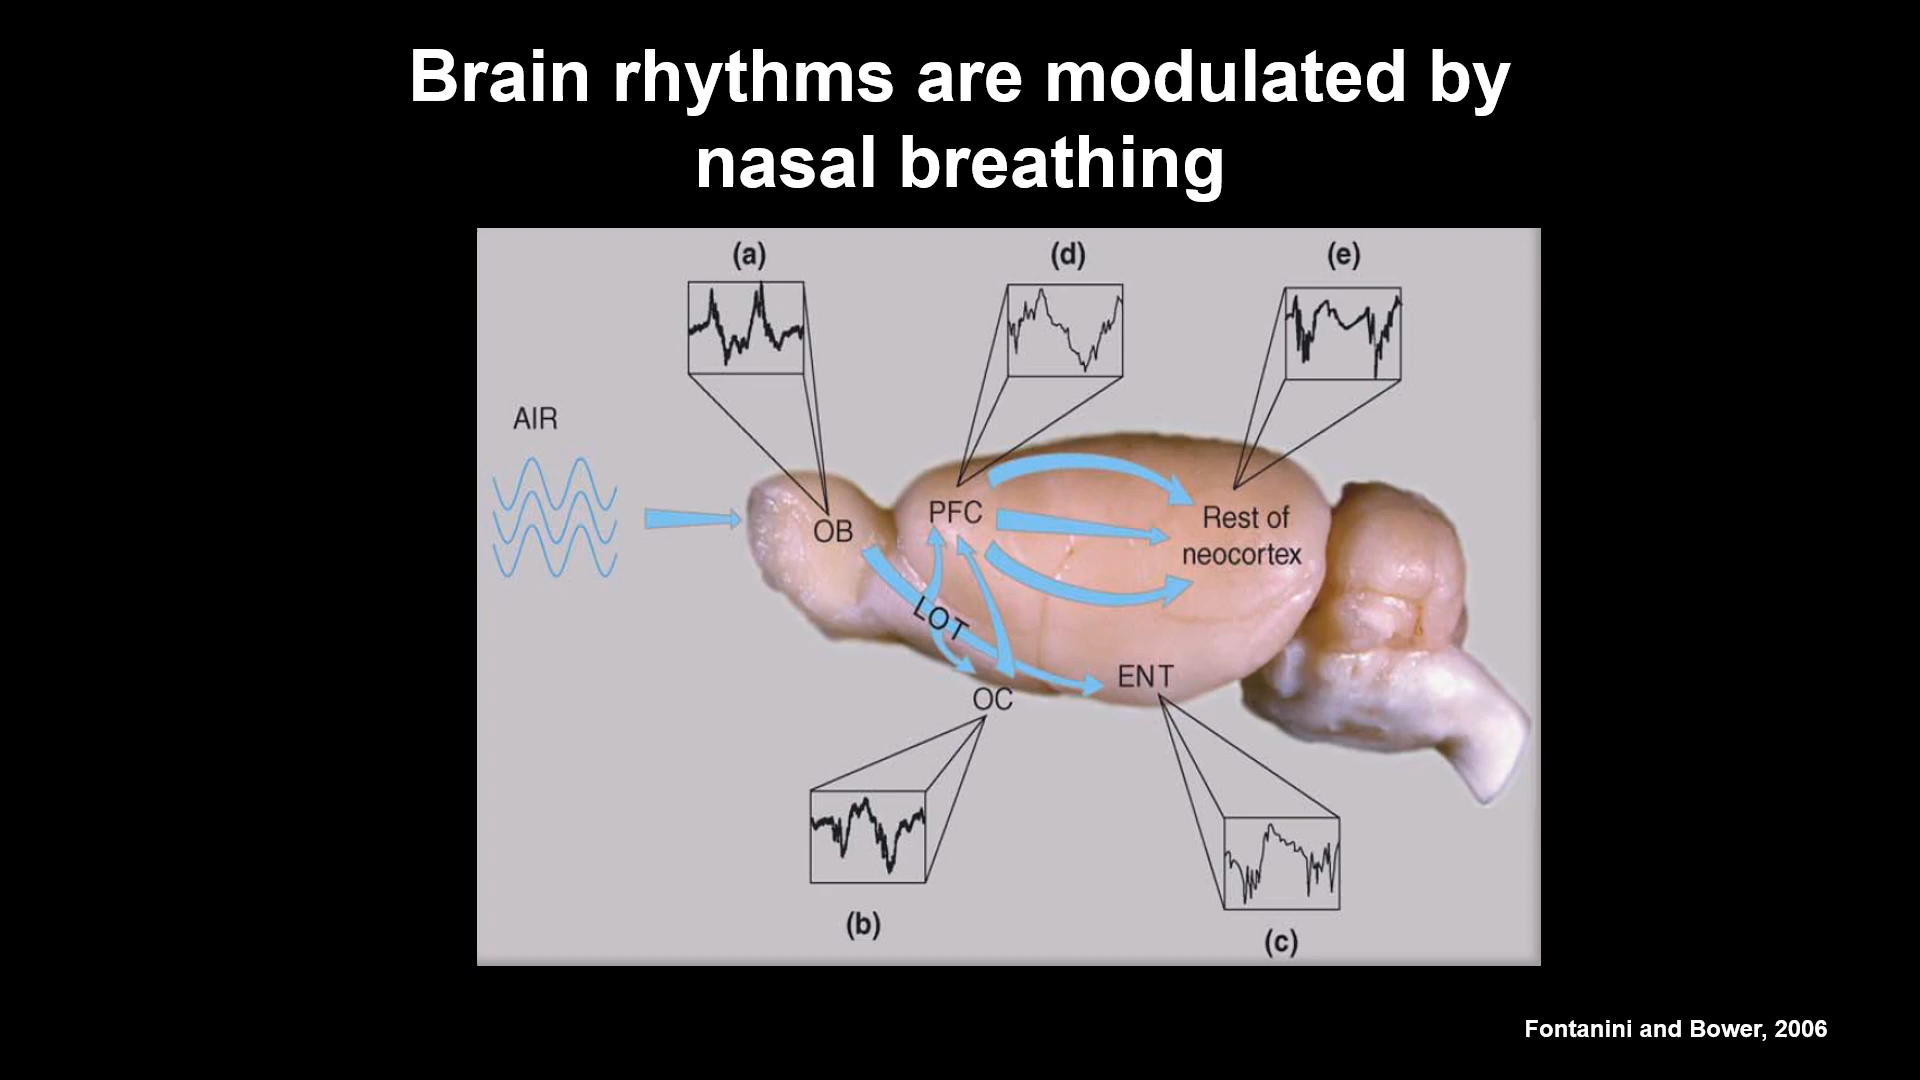 Brain rhythms are modulated by
nasal breathing
(a)
(d)
(e)
AIR
OB
PFC
Rest of
neocortex
LOT
OC
ENT
(b)
(c)
Fontanini and Bower, 2006